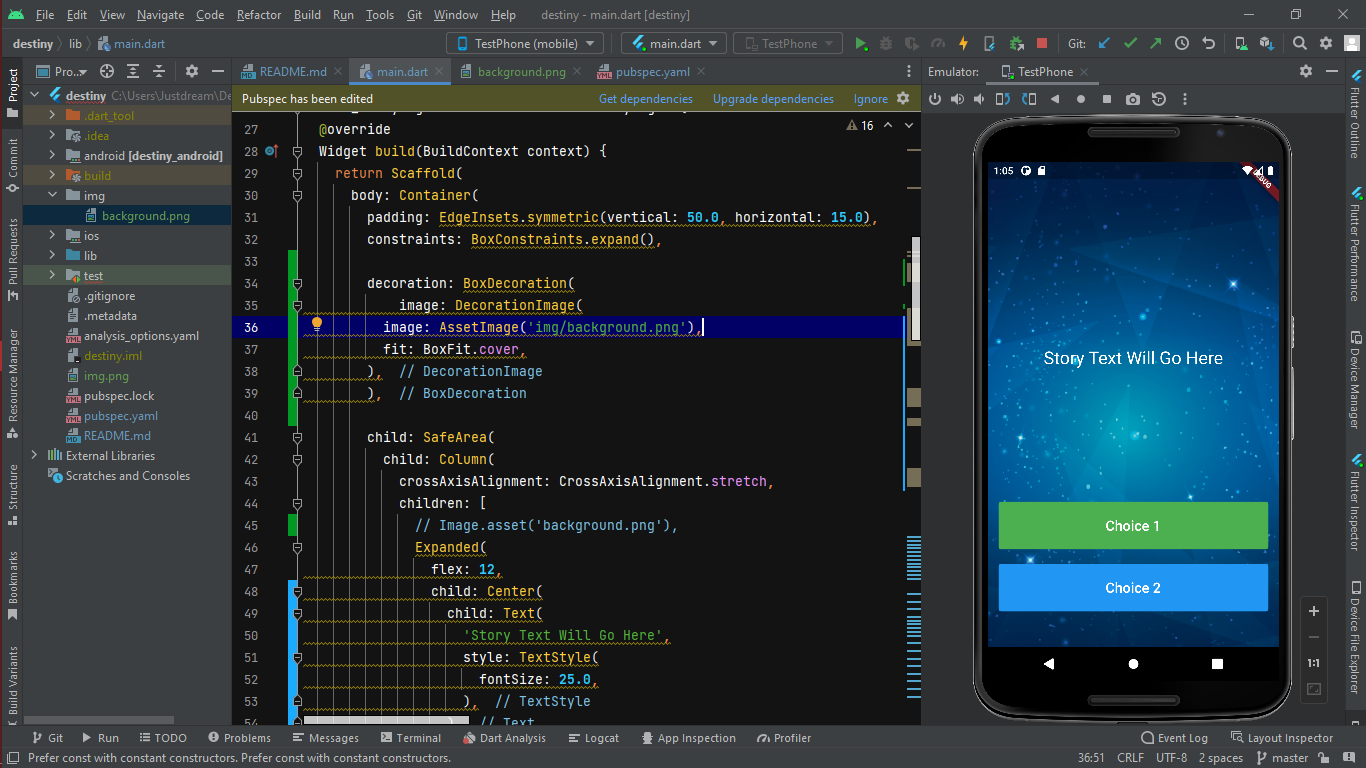 File Edit View Navigate Code Refactor Build Run Tools Git Window Help destiny - main.dart [destiny]
destiny lib main.dart TestPhone (mobile) main.dart TestPhone Git:
Pro... README.md main.dart background.png pubspec.yaml Emulator: TestPhone
Pubspec has been edited Get dependencies Upgrade dependencies Ignore
Project
Commit
Pull Requests
Resource Manager
Structure
Bookmarks
Build Variants
destiny C:\Users\Justdream\De
.dart_tool
.idea
android [destiny_android]
build
img
background.png
ios
lib
test
.gitignore
.metadata
analysis_options.yaml
destiny.iml
img.png
pubspec.lock
pubspec.yaml
README.md
External Libraries
Scratches and Consoles
16
27 @override
28 Widget build(BuildContext context) {
29 return Scaffold(
30 body: Container(
31 padding: EdgeInsets.symmetric(vertical: 50.0, horizontal: 15.0),
32 constraints: BoxConstraints.expand(),
33
34 decoration: BoxDecoration(
35 image: DecorationImage(
36 image: AssetImage('img/background.png'),
37 fit: BoxFit.cover,
38 ), // DecorationImage
39 ), // BoxDecoration
40
41 child: SafeArea(
42 child: Column(
43 crossAxisAlignment: CrossAxisAlignment.stretch,
44 children: [
45 // Image.asset('background.png'),
46 Expanded(
47 flex: 12,
48 child: Center(
49 child: Text(
50 'Story Text Will Go Here',
51 style: TextStyle(
52 fontSize: 25.0,
53 ), // TextStyle
54 ), // Text
1:05
DEBUG
Story Text Will Go Here
Choice 1
Choice 2
1:1
Flutter Outline
Flutter Performance
Device Manager
Flutter Inspector
Device File Explorer
Git Run TODO Problems Messages Terminal Dart Analysis Logcat App Inspection Profiler Event Log Layout Inspector
Prefer const with constant constructors. Prefer const with constant constructors. 36:51 CRLF UTF-8 2 spaces master